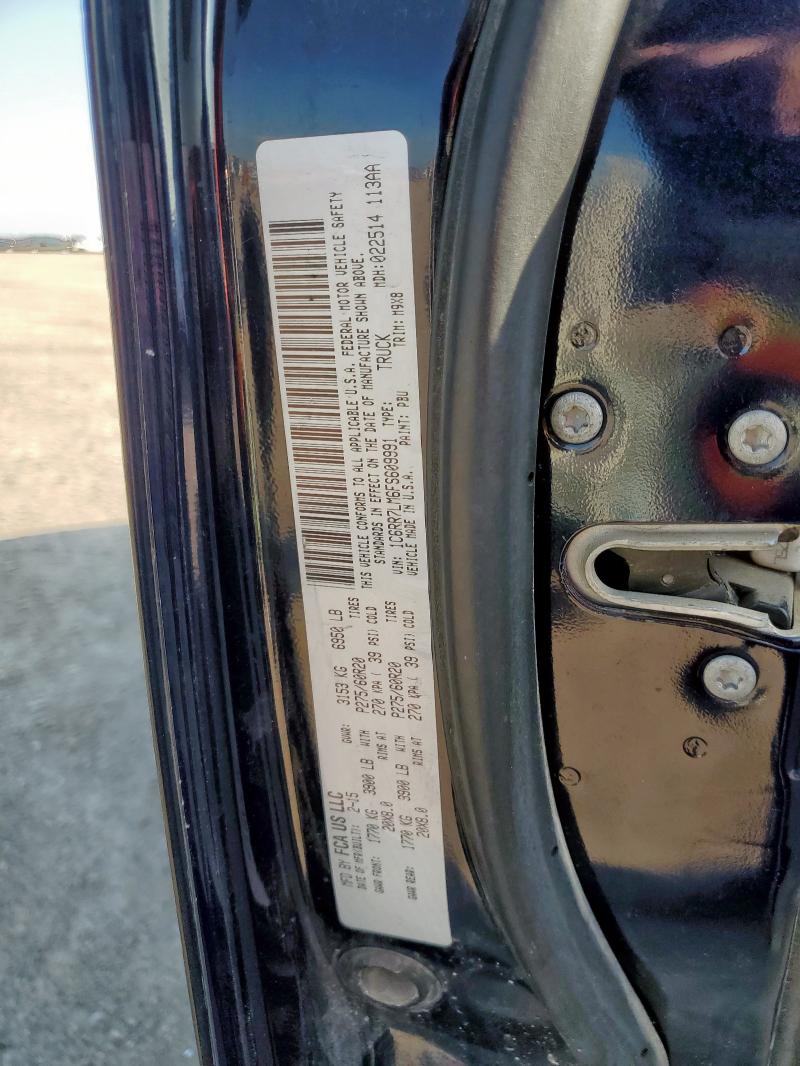 MFD BY FCA US LLC
DATE OF MFR(BUILT): 2-15 GVWR: 3153 KG 6950 LB
GAWR FRONT: 1770 KG 3900 LB WITH P275/60R20 TIRES
20X8.0 RIMS AT 270 KPA ( 39 PSI) COLD
GAWR REAR: 1770 KG 3900 LB WITH P275/60R20 TIRES
20X8.0 RIMS AT 270 KPA ( 39 PSI) COLD
THIS VEHICLE CONFORMS TO ALL APPLICABLE U.S.A. FEDERAL MOTOR VEHICLE SAFETY
STANDARDS IN EFFECT ON THE DATE OF MANUFACTURE SHOWN ABOVE.
VIN: 1C6RR7LM6FS609991 TYPE: TRUCK MDH:022514 113AA
VEHICLE MADE IN U.S.A. PAINT: PBU TRIM: M9X8